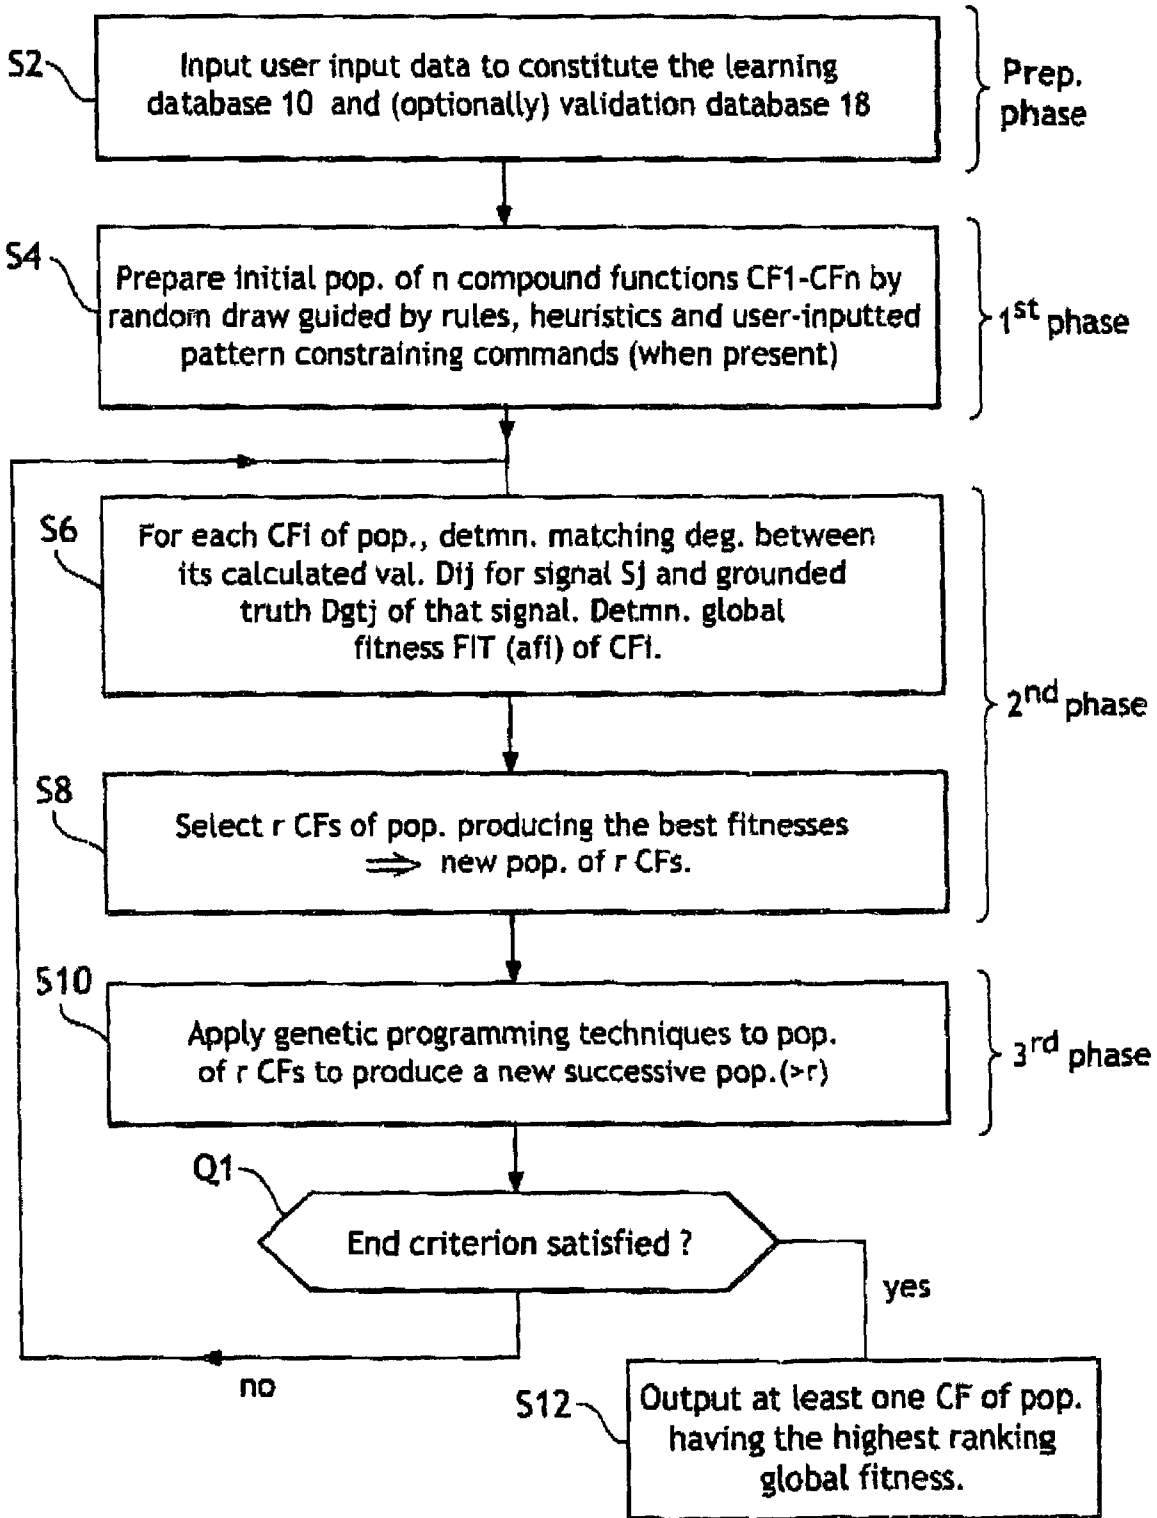 S2
Input user input data to constitute the learning
database 10 and (optionally) validation database 18
Prep.
phase
S4
Prepare initial pop. of n compound functions CF1-CFn by
random draw guided by rules, heuristics and user-inputted
pattern constraining commands (when present)
1st phase
S6
For each CFi of pop., detmn. matching deg. between
its calculated val. Dij for signal Sj and grounded
truth Dgtj of that signal. Detmn. global
fitness FIT (afi) of CFi.
2nd phase
S8
Select r CFs of pop. producing the best fitnesses
⇒ new pop. of r CFs.
S10
Apply genetic programming techniques to pop.
of r CFs to produce a new successive pop.(>r)
3rd phase
Q1
End criterion satisfied ?
yes
no
S12
Output at least one CF of pop.
having the highest ranking
global fitness.